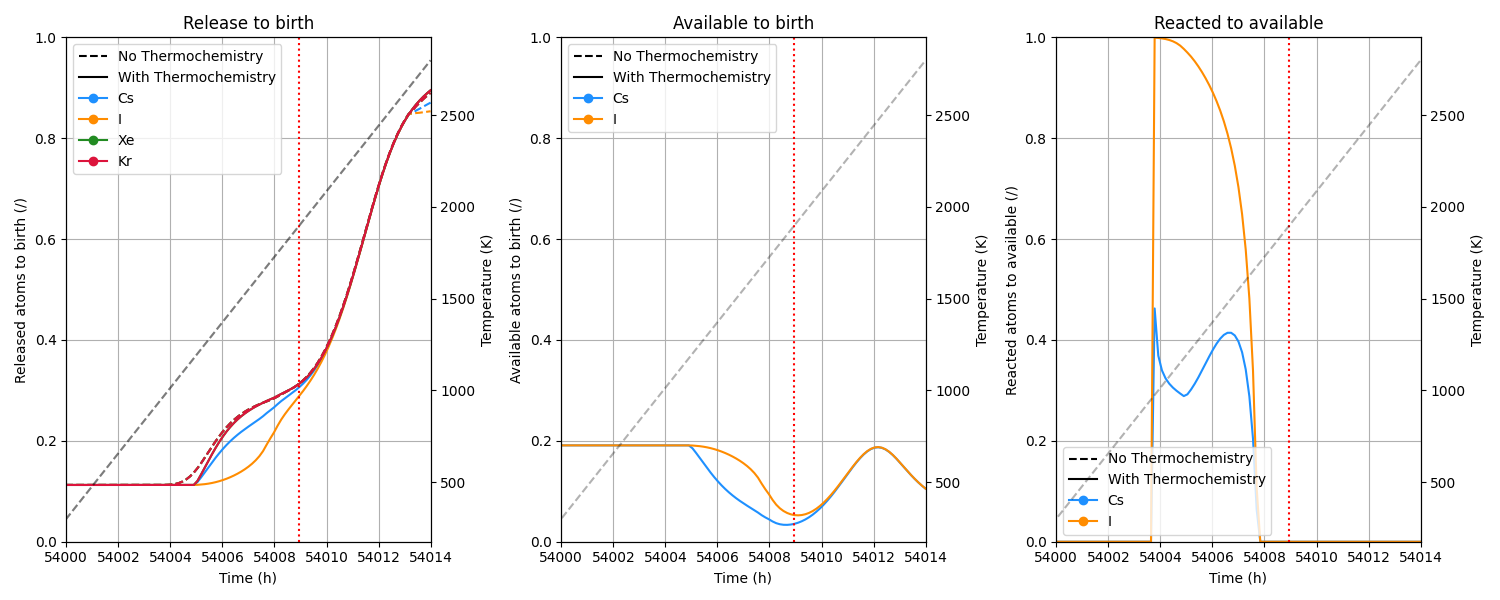 Release to birth
No Thermochemistry
With Thermochemistry
Cs
I
Xe
Kr
1.0
0.8
0.6
0.4
0.2
0.0
Released atoms to birth (/)
54000 54002 54004 54006 54008 54010 54012 54014
Time (h)
2500
2000
1500
1000
500
Temperature (K)
Available to birth
No Thermochemistry
With Thermochemistry
Cs
I
1.0
0.8
0.6
0.4
0.2
0.0
Available atoms to birth (/)
54000 54002 54004 54006 54008 54010 54012 54014
Time (h)
2500
2000
1500
1000
500
Temperature (K)
Reacted to available
1.0
0.8
0.6
0.4
0.2
0.0
Reacted atoms to available (/)
No Thermochemistry
With Thermochemistry
Cs
I
54000 54002 54004 54006 54008 54010 54012 54014
Time (h)
2500
2000
1500
1000
500
Temperature (K)